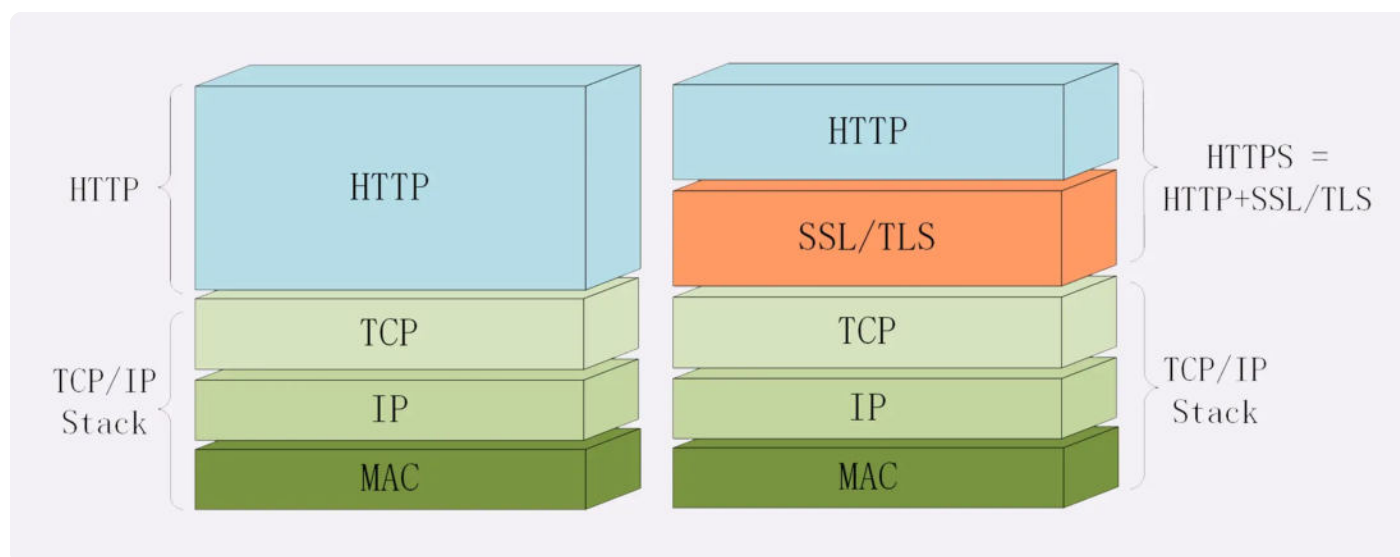 HTTP
HTTP
TCP/IP
Stack
TCP
IP
MAC
HTTP
SSL/TLS
TCP
IP
MAC
HTTPS =
HTTP+SSL/TLS
TCP/IP
Stack